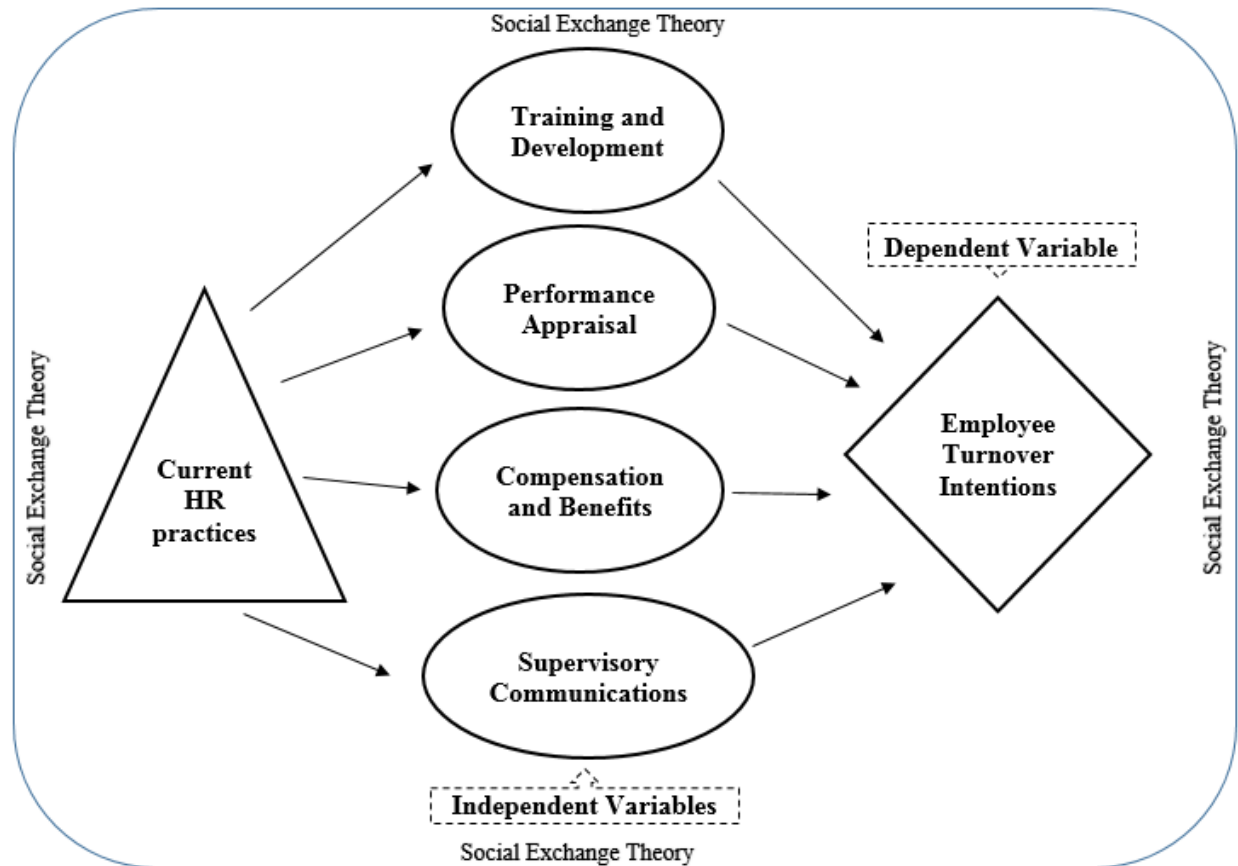 Social Exchange Theory
Training and
Development
Dependent Variable
Performance
Appraisal
Social Exchange Theory
Current
HR
practices
Compensation
and Benefits
Employee
Turnover
Intentions
Social Exchange Theory
Supervisory
Communications
Independent Variables
Social Exchange Theory